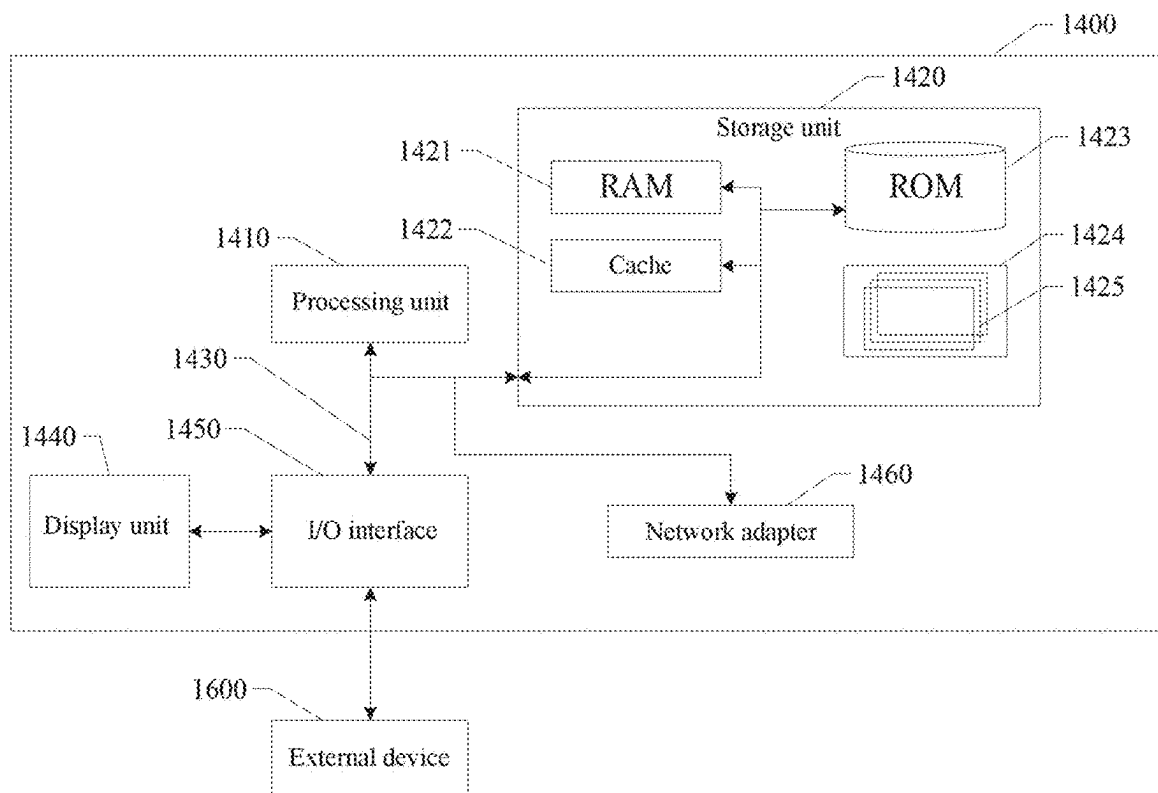 1400
1420
Storage unit
1421
1423
RAM
ROM
1422
1410
1424
Cache
1425
Processing unit
1430
1440
1450
1460
Display unit
I/O interface
Network adapter
1600
External device